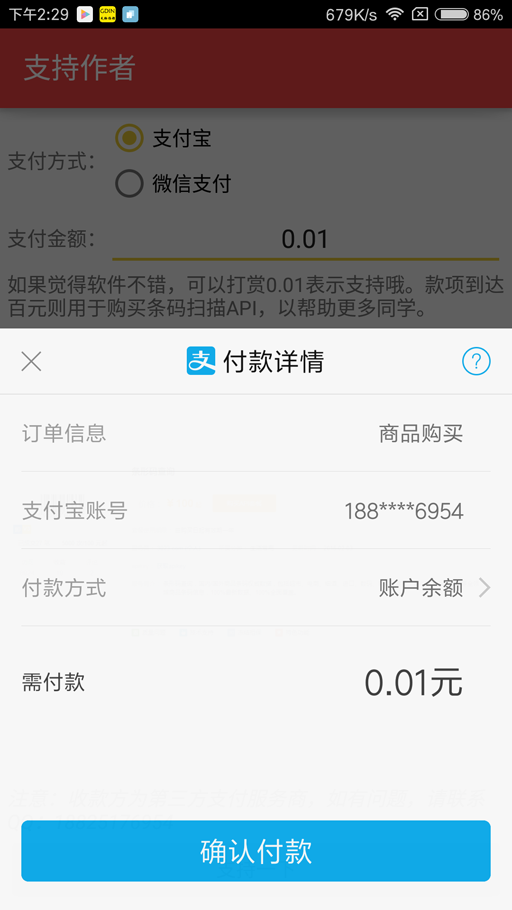 下午2:29
GDIN
679K/s
86%
支持作者
支付方式：
支付宝
微信支付
支付金额：
0.01
如果觉得软件不错，可以打赏0.01表示支持哦。款项到达
百元则用于购买条码扫描API，以帮助更多同学。
支 付款详情
?
订单信息
商品购买
支付宝账号
188****6954
付款方式
账户余额
需付款
0.01元
确认付款